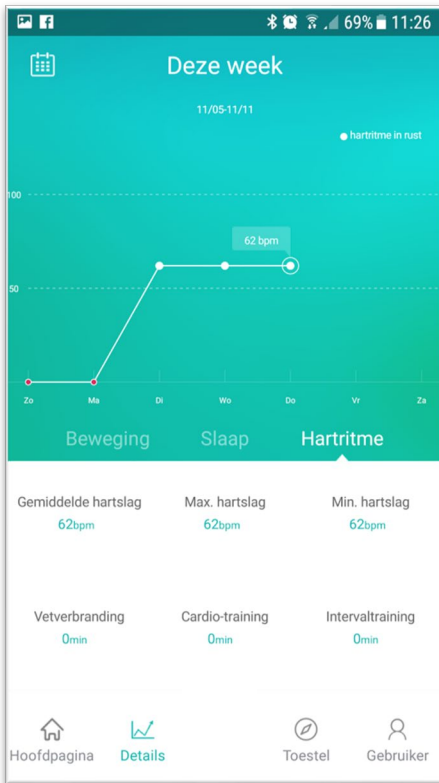 69% 11:26
Deze week
11/05-11/11
hartritme in rust
100
62 bpm
50
Zo Ma Di Wo Do Vr Za
Beweging Slaap Hartritme
Gemiddelde hartslag Max. hartslag Min. hartslag
62bpm 62bpm 62bpm
Vetverbranding Cardio-training Intervaltraining
0min 0min 0min
Hoofdpagina Details Toestel Gebruiker